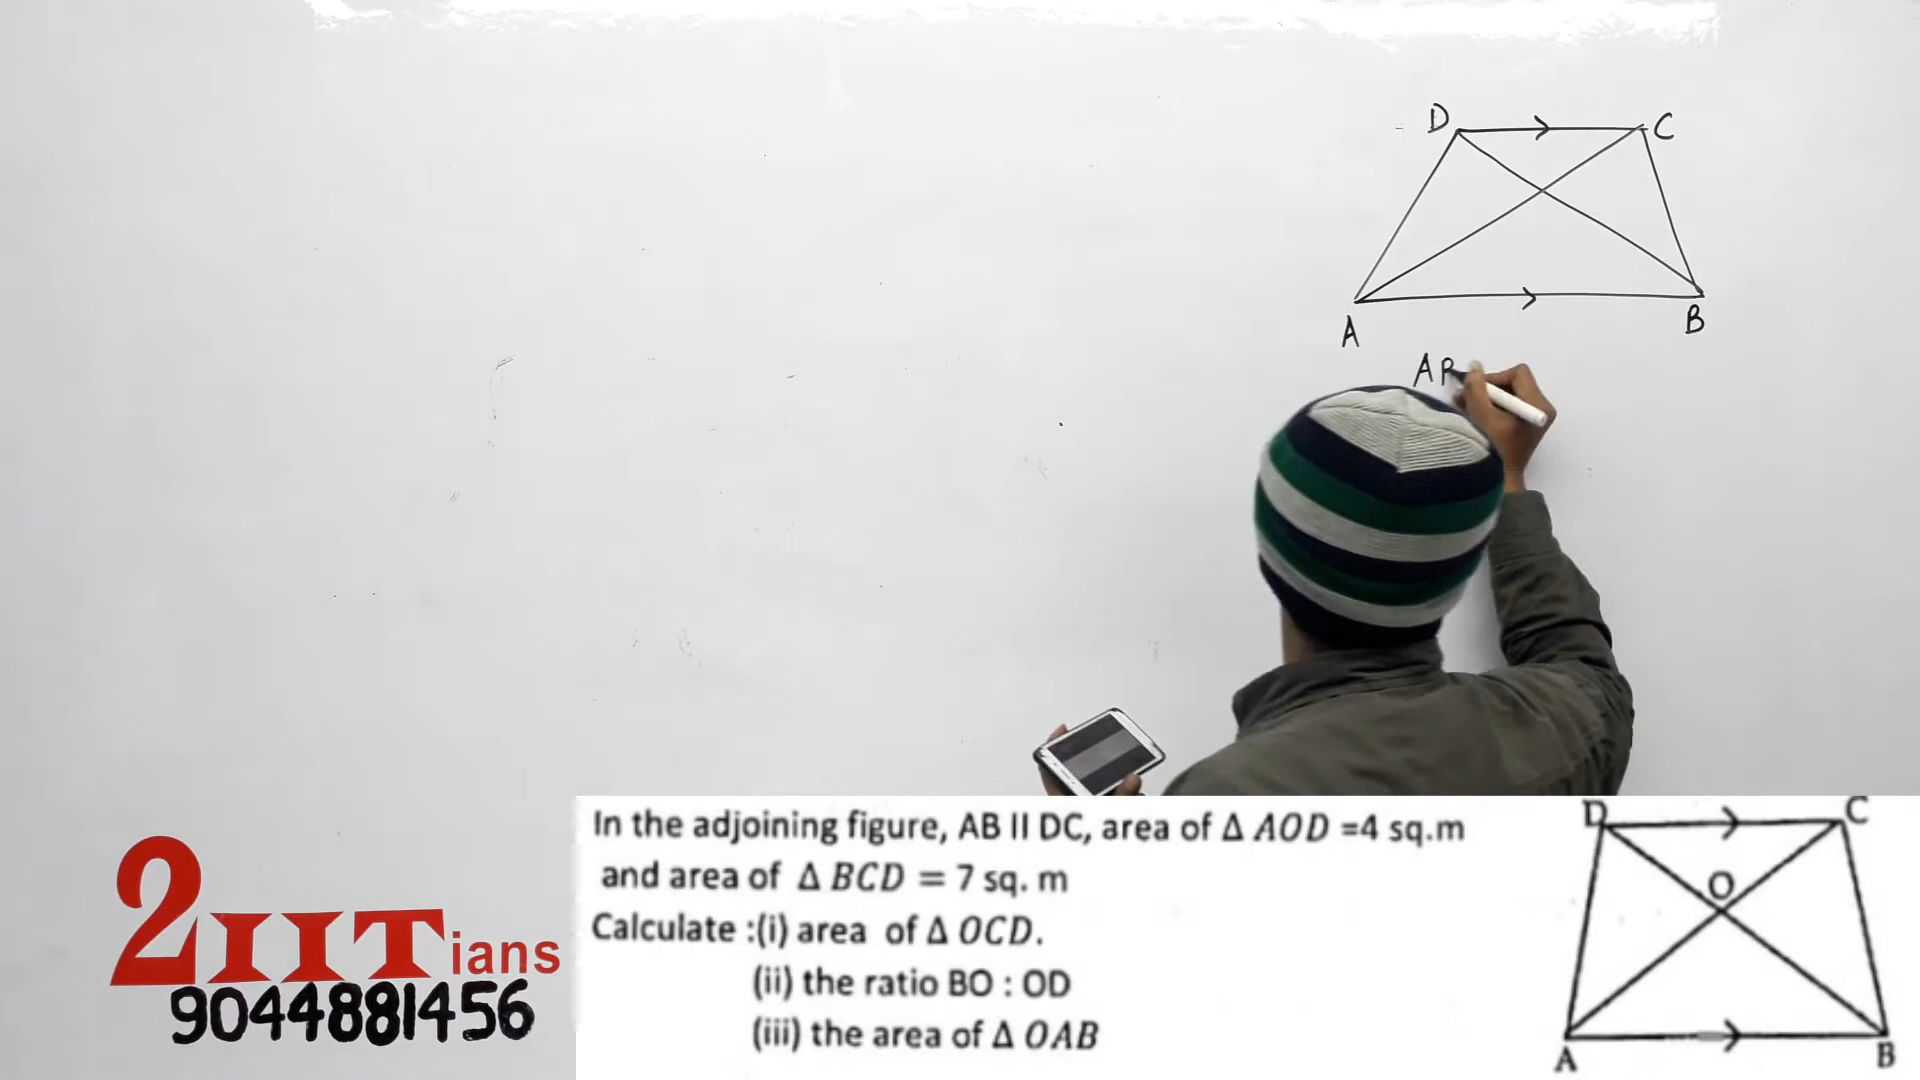 D C
A B
A B
In the adjoining figure, AB II DC, area of Δ AOD =4 sq.m
and area of Δ BCD = 7 sq. m
Calculate :(i) area of Δ OCD.
(ii) the ratio BO : OD
(iii) the area of Δ OAB
D C
O
A B
2IITians
9044881456